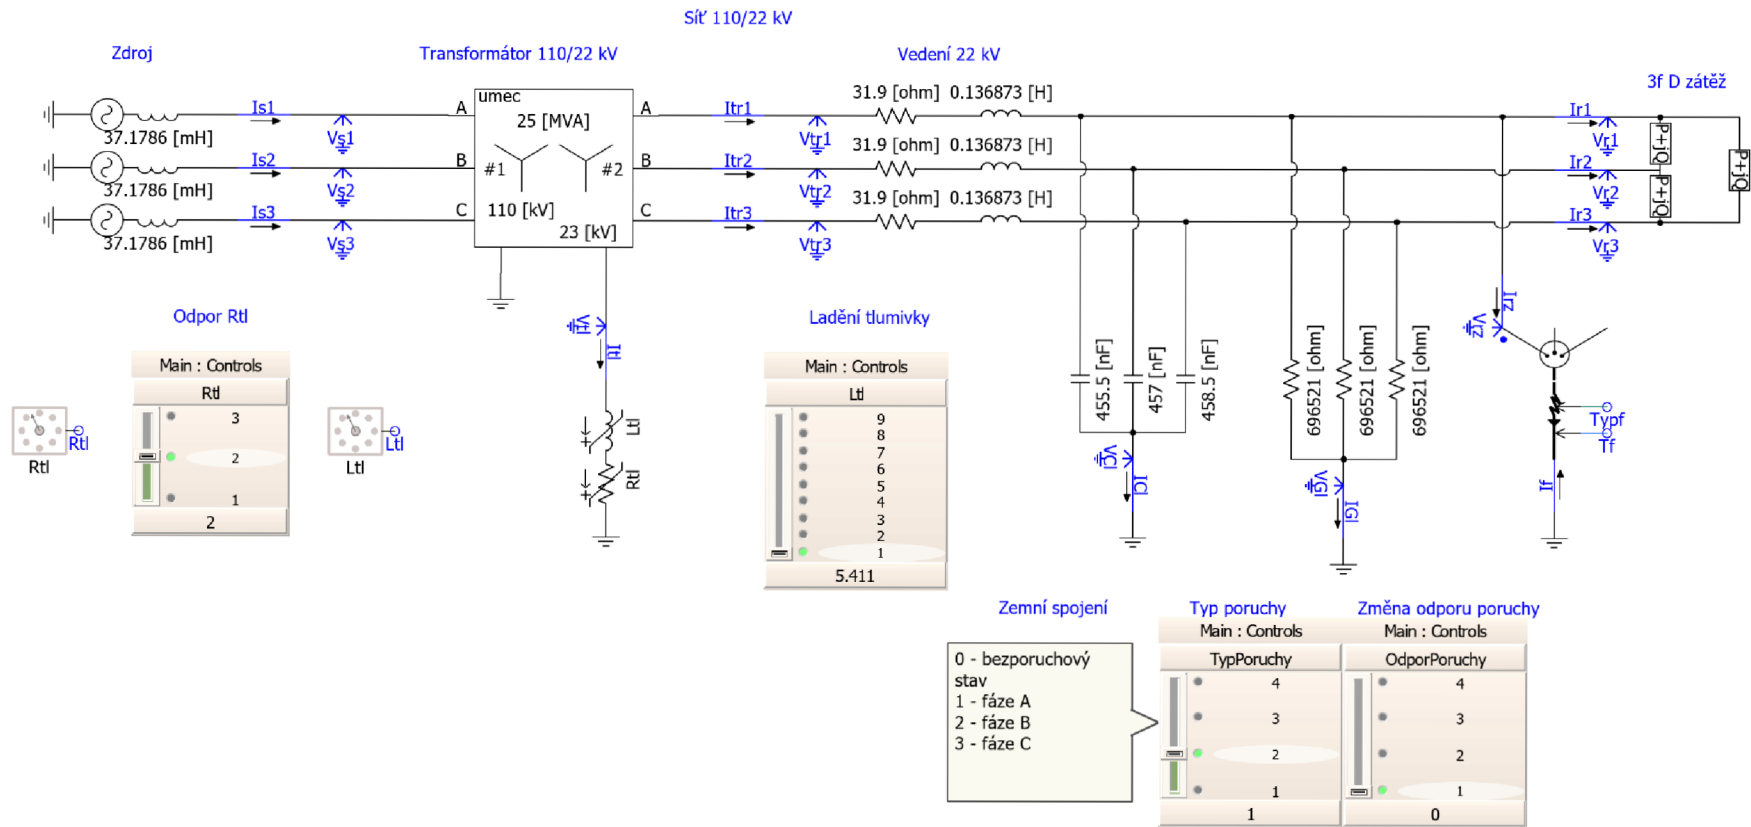 Síť 110/22 kV
Zdroj
Transformátor 110/22 kV
Vedení 22 kV
3f D zátěž
31.9 [ohm] 0.136873 [H]
umec
A
A
25 [MVA]
Is1
Itr1
Ir1
37.1786 [mH]
Vs1
Vtr1
Vr1
P+jQ
31.9 [ohm] 0.136873 [H]
Is2
B
#1
#2
B
Itr2
Ir2
P+jQ
37.1786 [mH]
Vs2
Vtr2
Vr2
P+jQ
31.9 [ohm] 0.136873 [H]
Is3
C
110 [kV]
C
Itr3
Ir3
37.1786 [mH]
Vs3
23 [kV]
Vtr3
Vr3
Odpor Rtl
Ladění tlumivky
Vtl
Itl
Irz
Vrz
Main : Controls
Rtl
3
2
1
2
Rtl
Rtl
Ltl
Ltl
Ltl
Rtl
Main : Controls
Ltl
9
8
7
6
5
4
3
2
1
5.411
455.5 [nF]
457 [nF]
458.5 [nF]
696521 [ohm]
696521 [ohm]
696521 [ohm]
VCl
ICl
VGl
IGl
Typf
Tf
If
Zemní spojení
Typ poruchy
Změna odporu poruchy
0 - bezporuchový
stav
1 - fáze A
2 - fáze B
3 - fáze C
Main : Controls
TypPoruchy
4
3
2
1
1
Main : Controls
OdporPoruchy
4
3
2
1
0